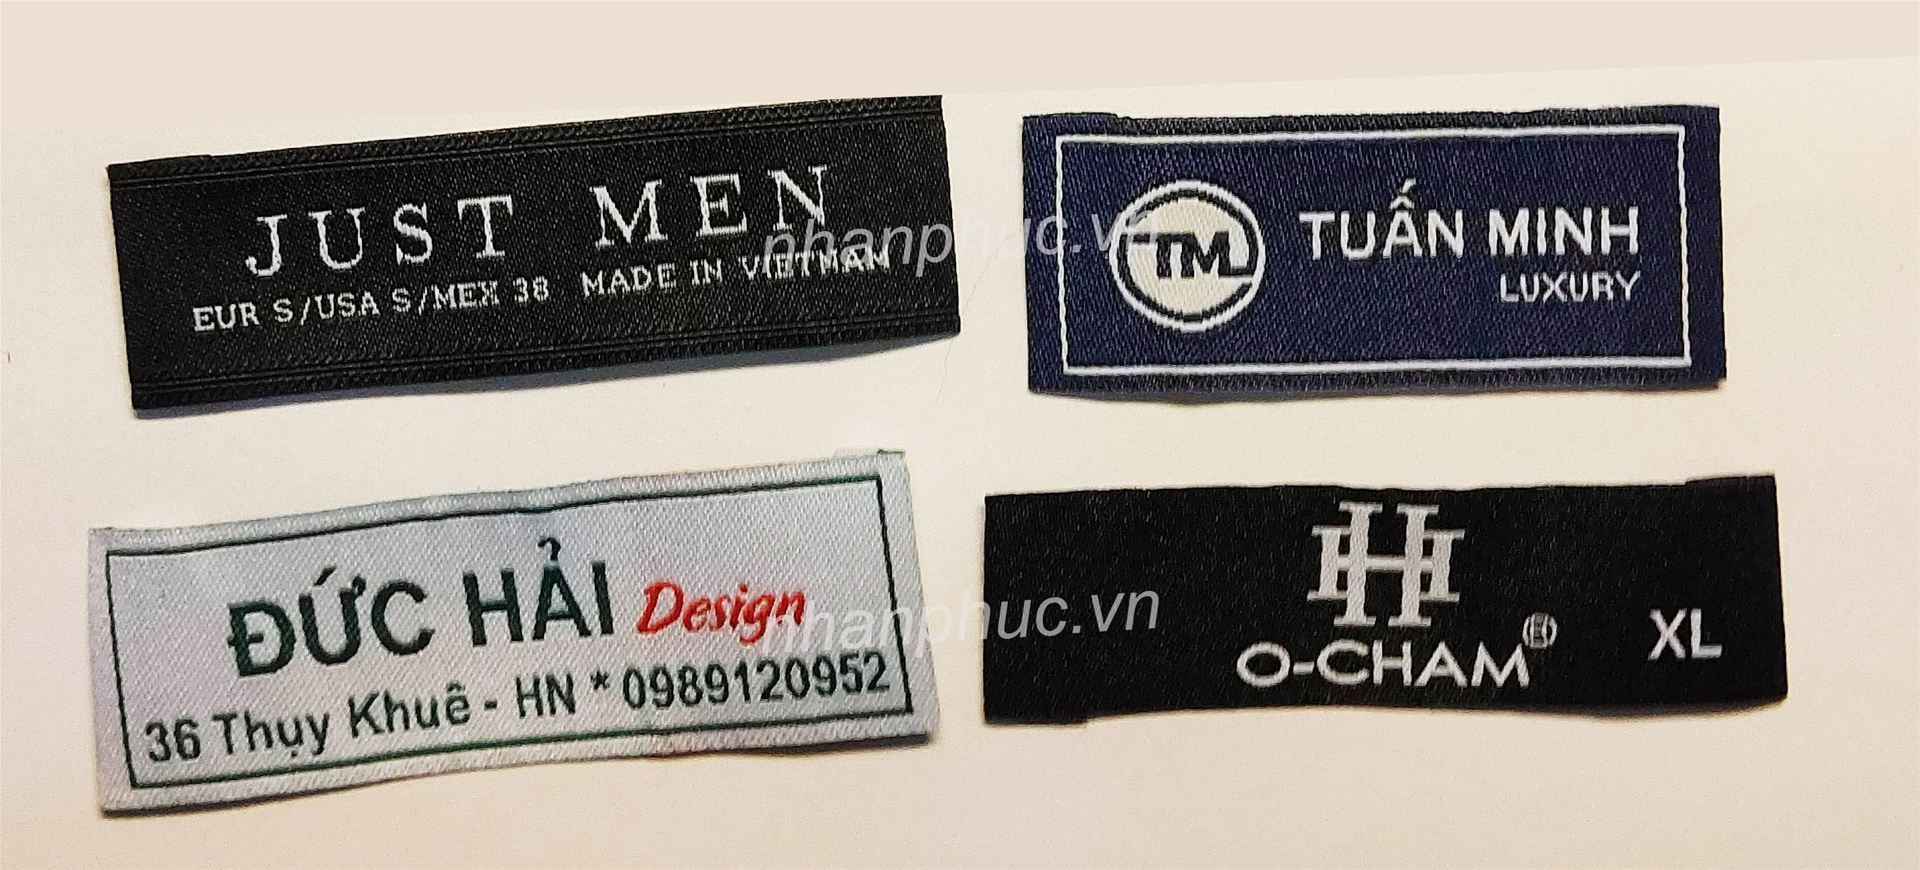 JUST MEN
EUR S/USA S/MEX 38 MADE IN VIETNAM
nhanphuc.vn
TM
TUẤN MINH
LUXURY
ĐỨC HẢI Design
36 Thụy Khuê - HN * 0989120952
nhanphuc.vn
H
O-CHAM®
XL